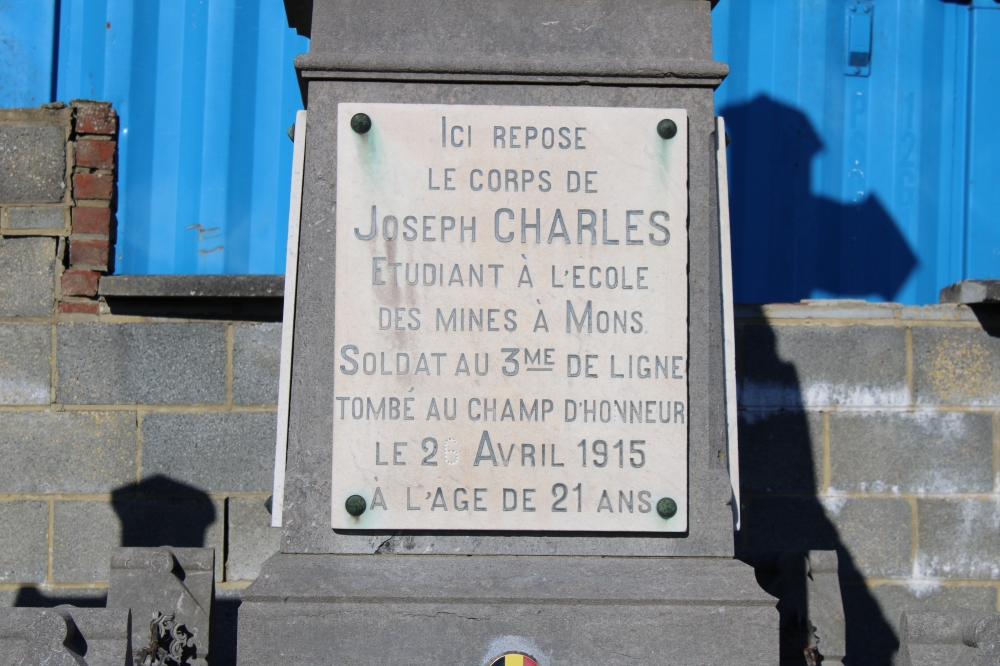 ICI REPOSE
LE CORPS DE
JOSEPH CHARLES
ETUDIANT À L'ECOLE
DES MINES À MONS.
SOLDAT AU 3ME DE LIGNE
TOMBÉ AU CHAMP D'HONNEUR
LE 26 AVRIL 1915
À L'AGE DE 21 ANS